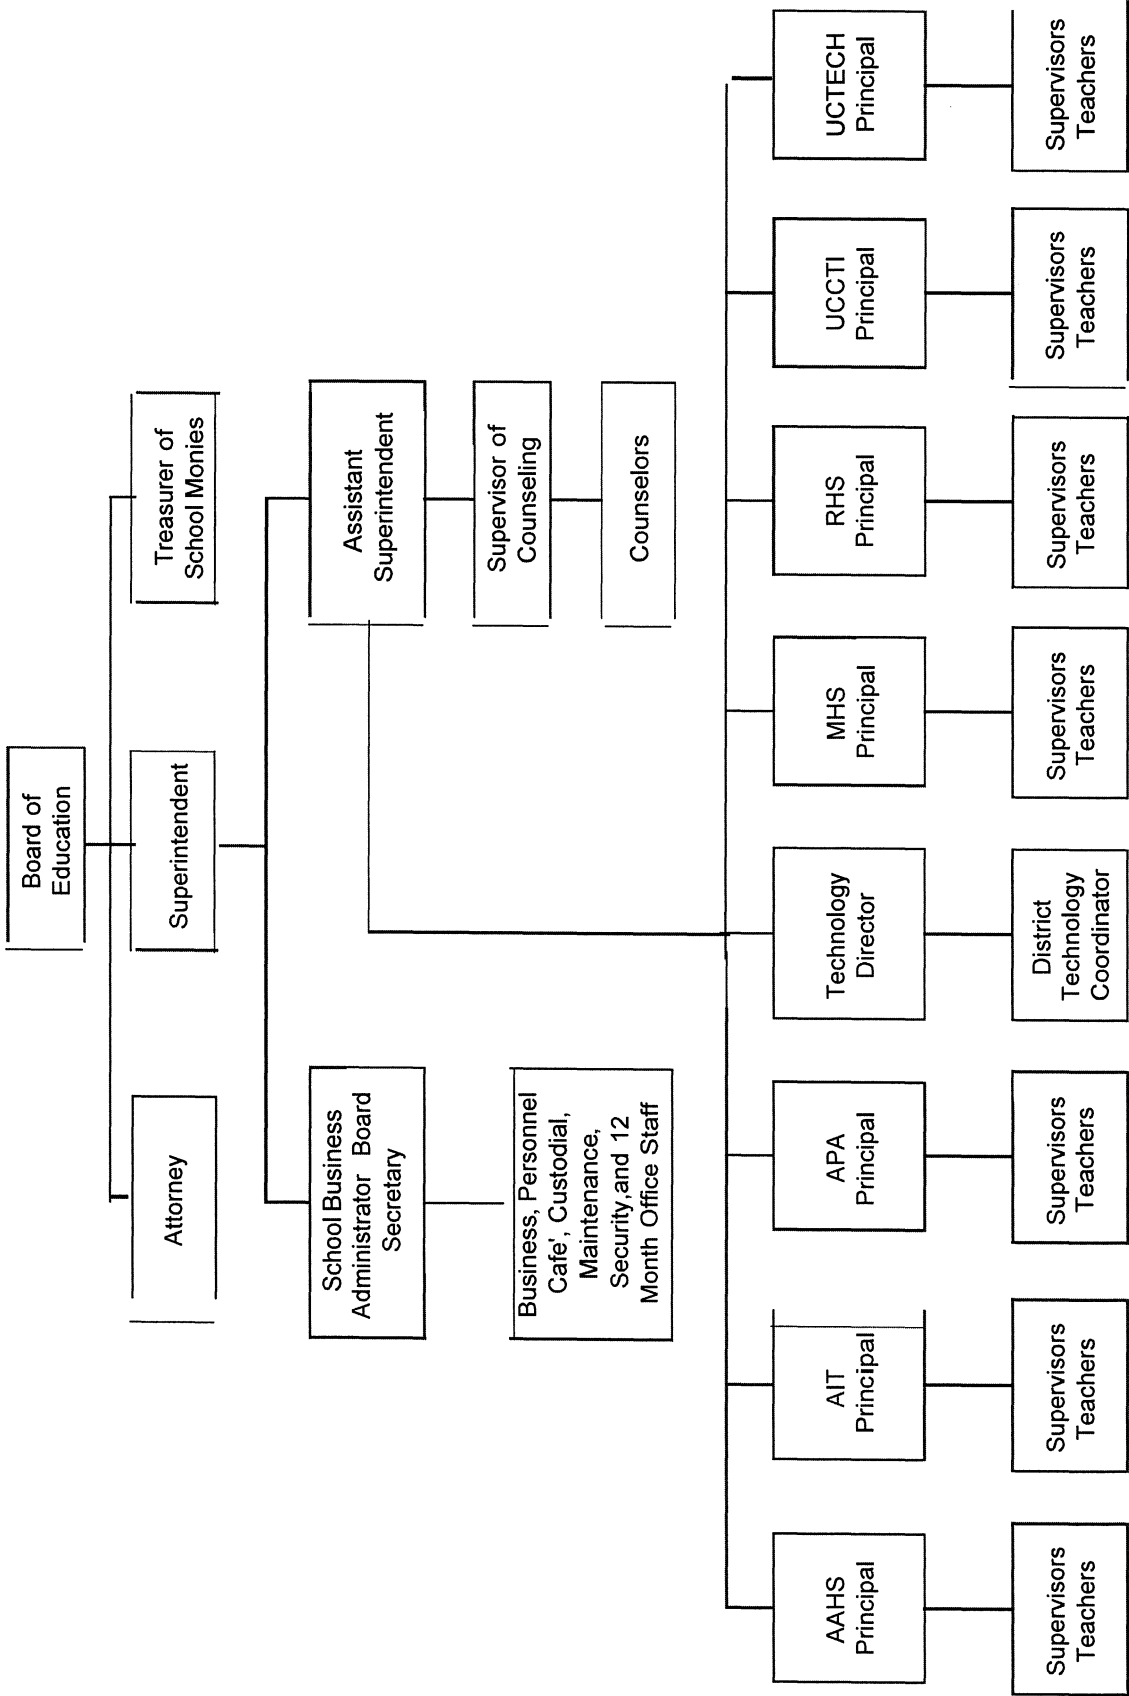 Board of
Education
Attorney
Superintendent
Treasurer of
School Monies
School Business
Administrator Board
Secretary
Assistant
Superintendent
Business, Personnel
Cafe', Custodial,
Maintenance,
Security,and 12
Month Office Staff
Supervisor of
Counseling
Counselors
AAHS
Principal
AIT
Principal
APA
Principal
Technology
Director
MHS
Principal
RHS
Principal
UCCTI
Principal
UCTECH
Principal
Supervisors
Teachers
Supervisors
Teachers
Supervisors
Teachers
District
Technology
Coordinator
Supervisors
Teachers
Supervisors
Teachers
Supervisors
Teachers
Supervisors
Teachers